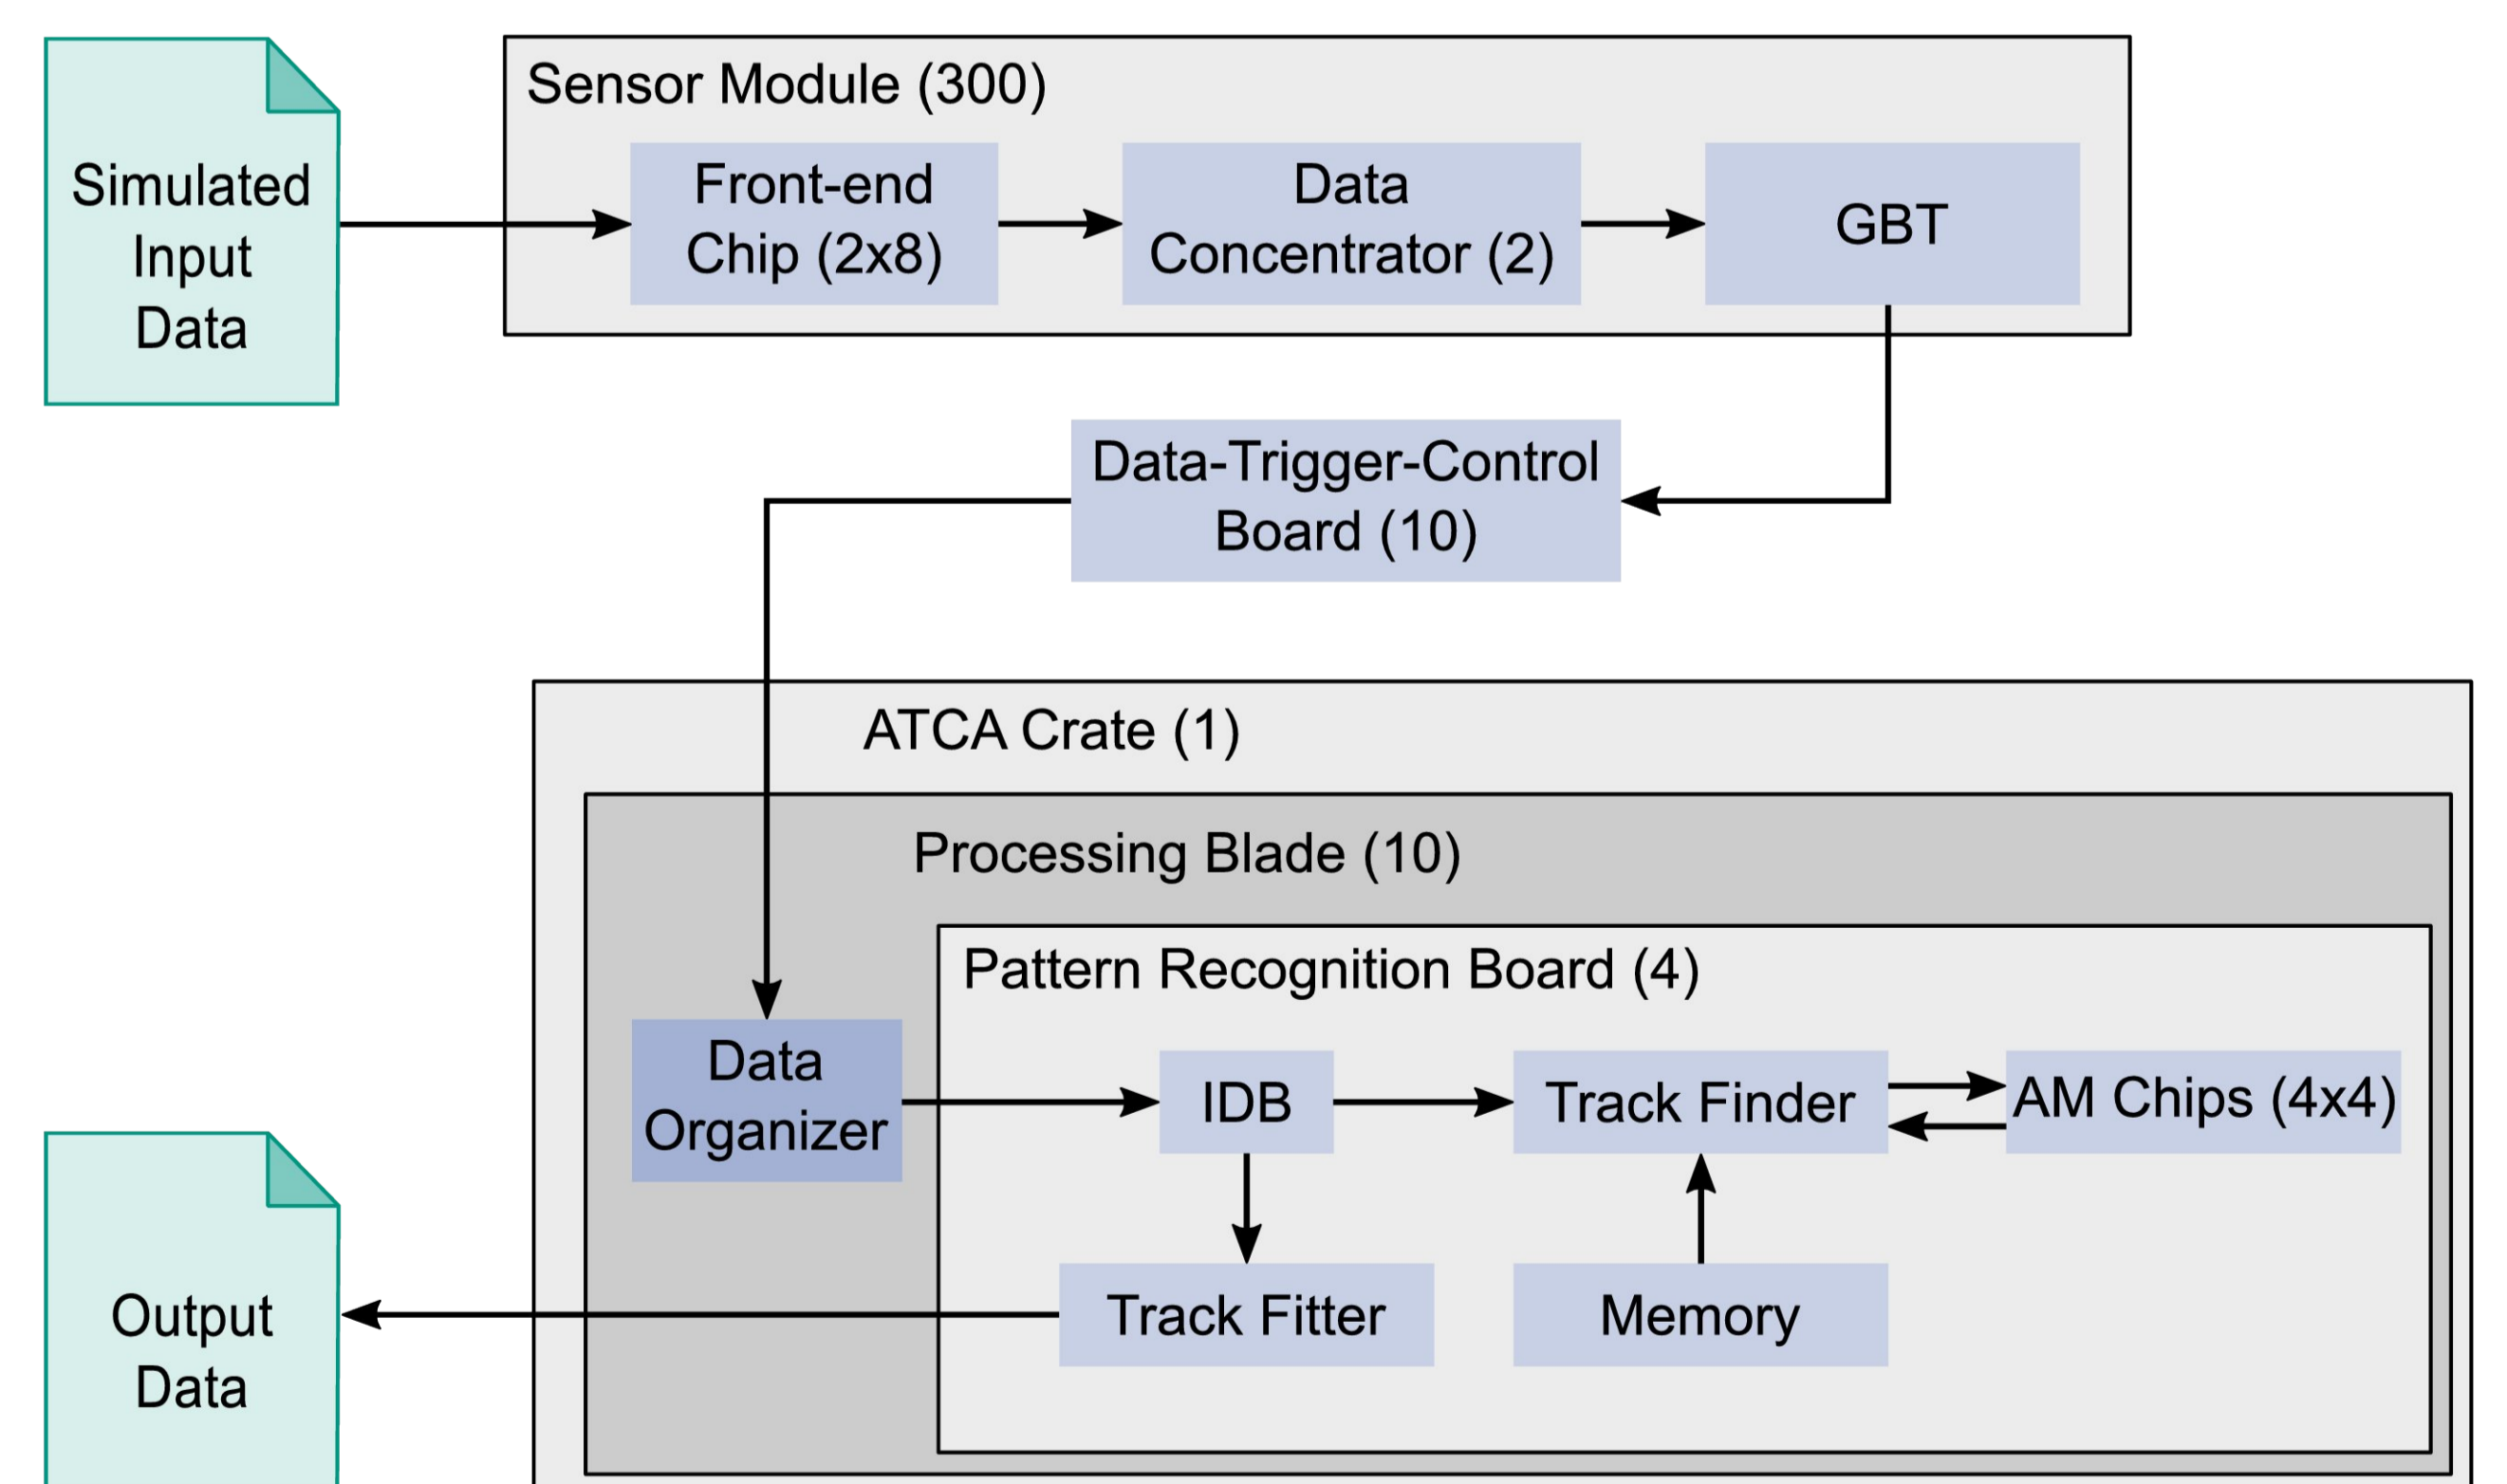 Sensor Module (300)
Simulated
Input
Data
Front-end
Chip (2x8)
Data
Concentrator (2)
GBT
Data-Trigger-Control
Board (10)
ATCA Crate (1)
Processing Blade (10)
Pattern Recognition Board (4)
Data
Organizer
IDB
Track Finder
AM Chips (4x4)
Track Fitter
Memory
Output
Data